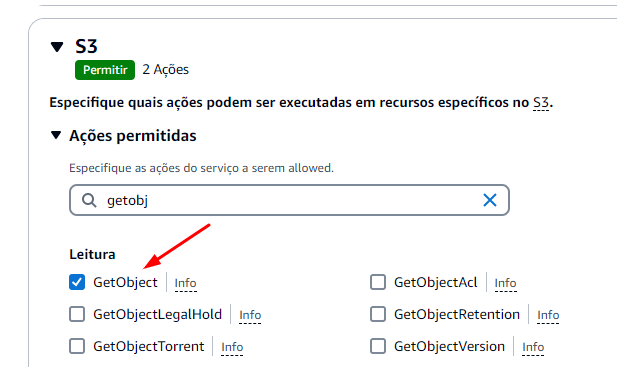 S3
Permitir 2 Ações
Especifique quais ações podem ser executadas em recursos específicos no S3.
Ações permitidas
Especifique as ações do serviço a serem allowed.
getobj
Leitura
GetObject Info GetObjectAcl Info
GetObjectLegalHold Info GetObjectRetention Info
GetObjectTorrent Info GetObjectVersion Info